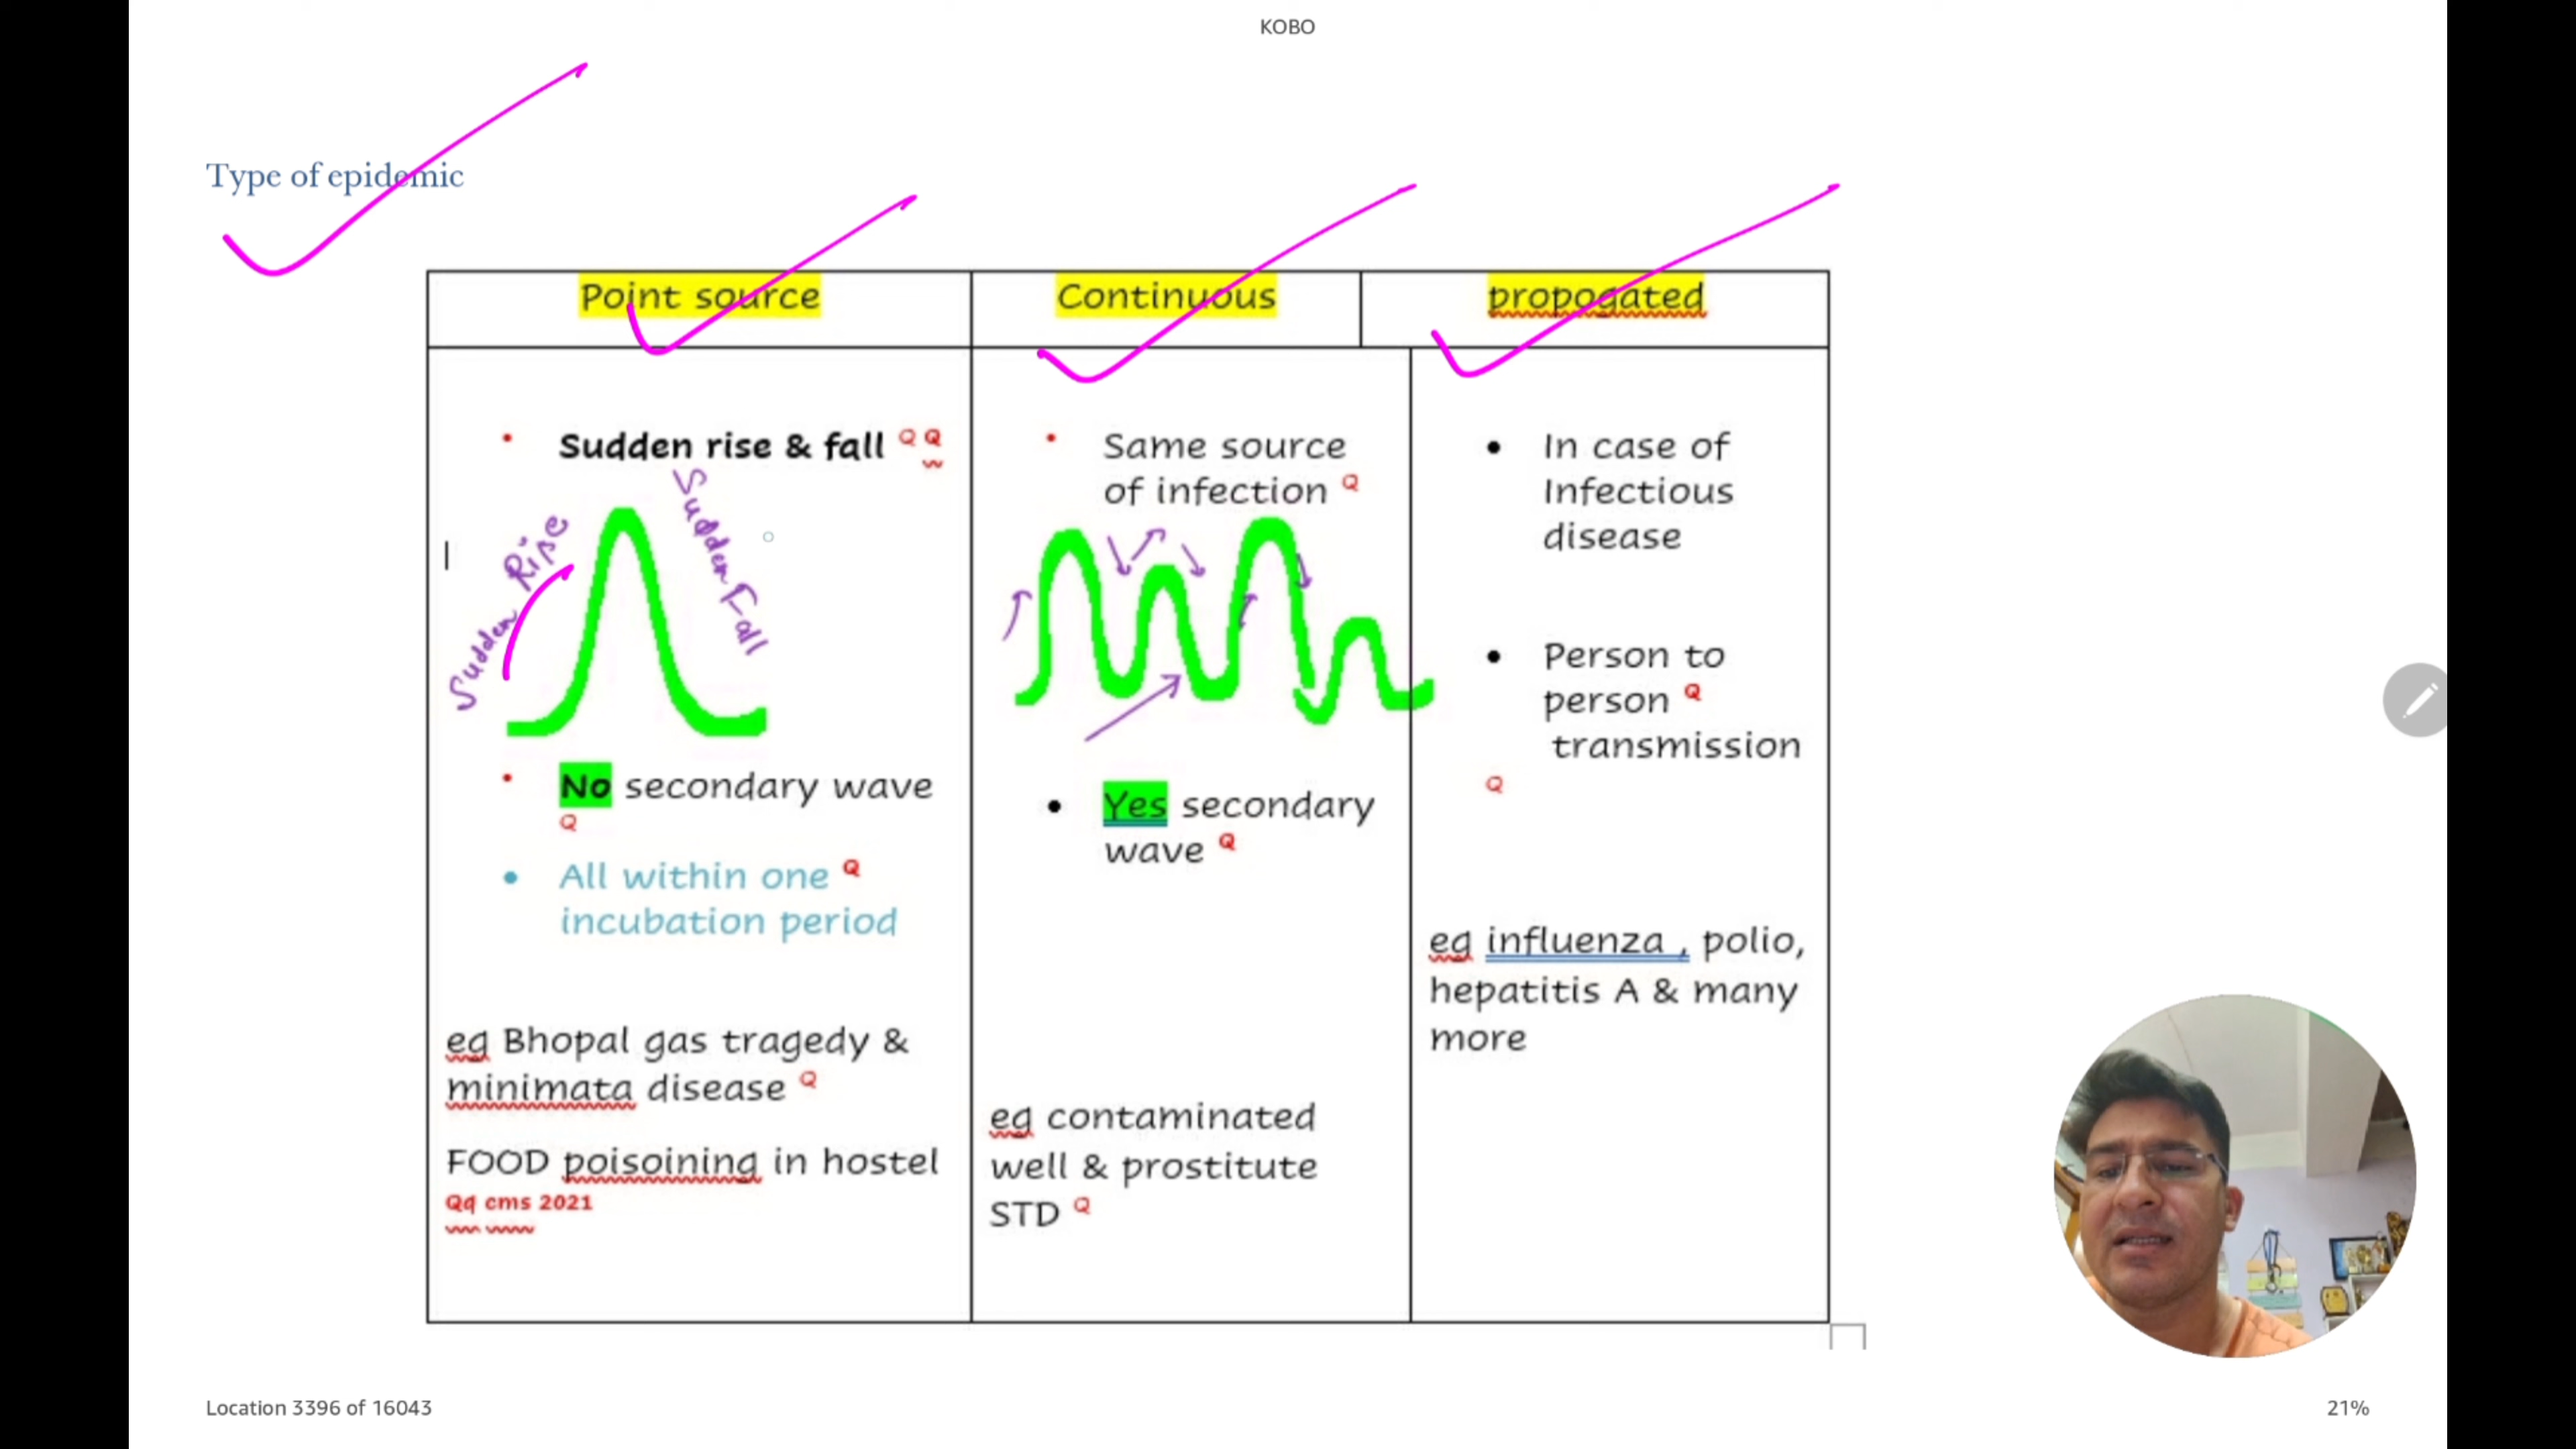 KOBO
Type of epidemic
Point source
Continuous
propogated
Sudden rise & fall Q Q
Sudden Rise
Sudden Fall
No secondary wave
Q
All within one Q
incubation period
eg Bhopal gas tragedy &
minimata disease Q
FOOD poisoining in hostel
Qq cms 2021
Same source
of infection Q
Yes secondary
wave Q
eg contaminated
well & prostitute
STD Q
In case of
Infectious
disease
Person to
person Q
transmission
Q
eg influenza , polio,
hepatitis A & many
more
Location 3396 of 16043
21%